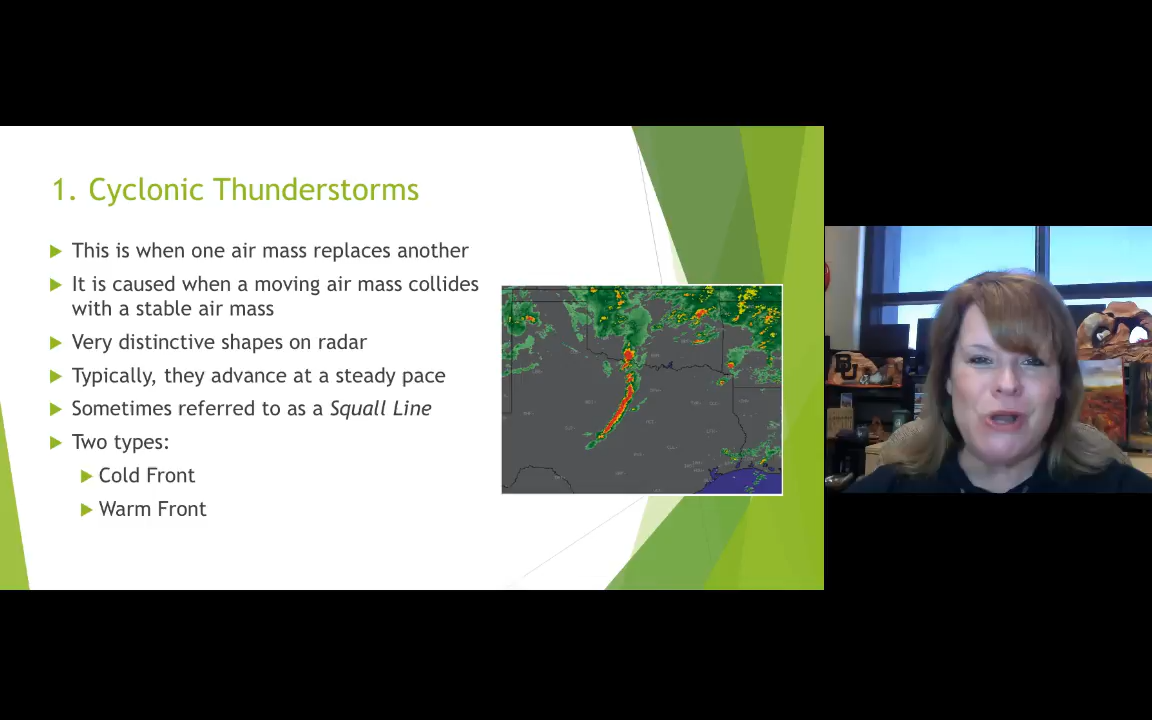 1. Cyclonic Thunderstorms
This is when one air mass replaces another
It is caused when a moving air mass collides
with a stable air mass
Very distinctive shapes on radar
Typically, they advance at a steady pace
Sometimes referred to as a Squall Line
Two types:
Cold Front
Warm Front